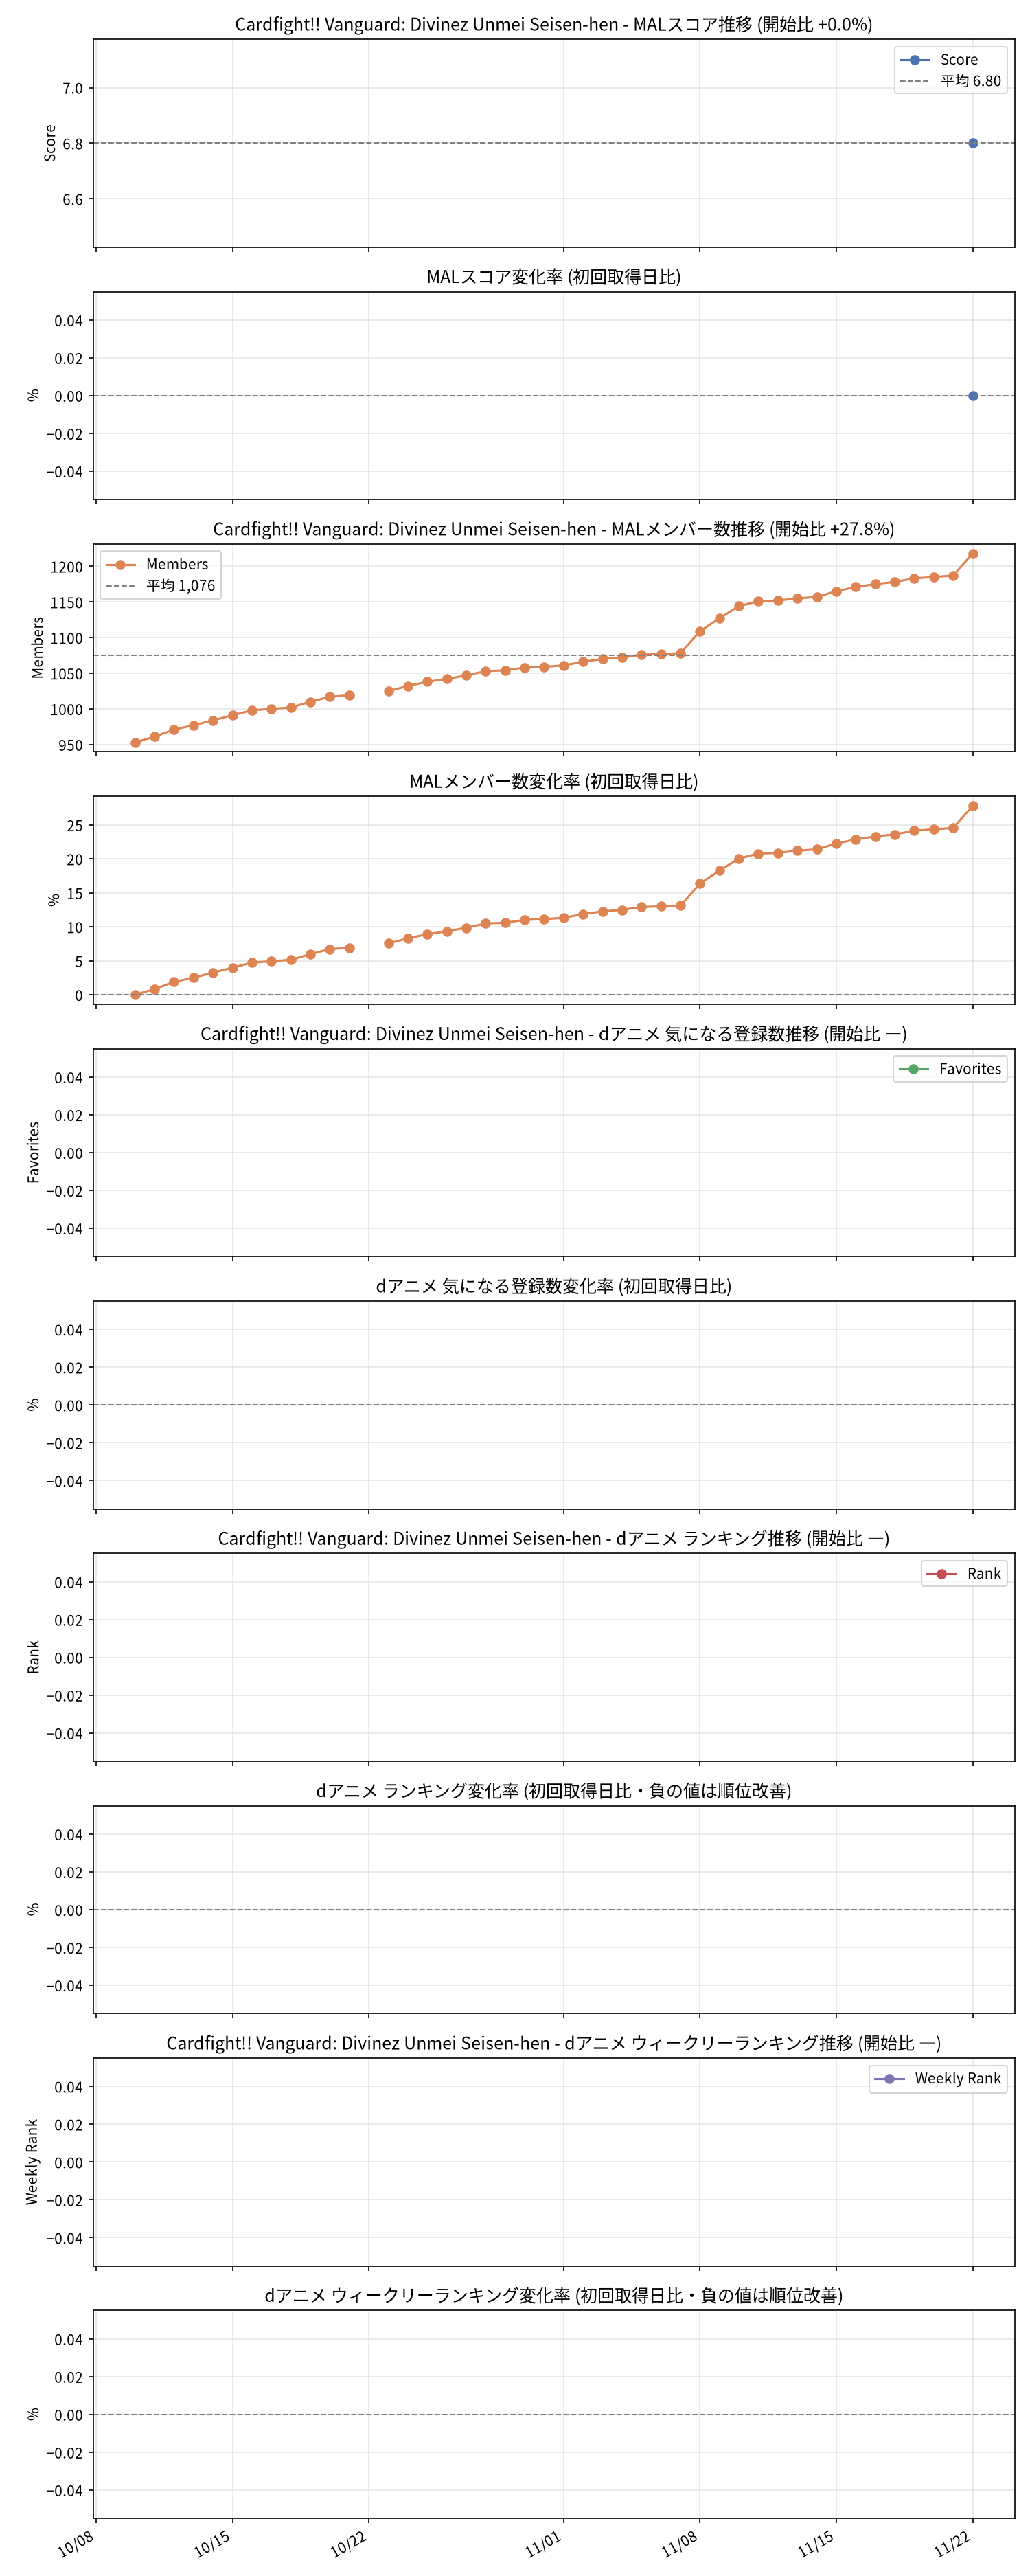 Cardfight!! Vanguard: Divinez Unmei Seisen-hen - MALスコア推移 (開始比 +0.0%)
Score
7.0
6.8
6.6
Score
平均 6.80
MALスコア変化率 (初回取得日比)
%
0.04
0.02
0.00
−0.02
−0.04
Cardfight!! Vanguard: Divinez Unmei Seisen-hen - MALメンバー数推移 (開始比 +27.8%)
Members
1200
1150
1100
1050
1000
950
Members
平均 1,076
MALメンバー数変化率 (初回取得日比)
%
25
20
15
10
5
0
Cardfight!! Vanguard: Divinez Unmei Seisen-hen - dアニメ 気になる登録数推移 (開始比 —)
Favorites
0.04
0.02
0.00
−0.02
−0.04
Favorites
dアニメ 気になる登録数変化率 (初回取得日比)
%
0.04
0.02
0.00
−0.02
−0.04
Cardfight!! Vanguard: Divinez Unmei Seisen-hen - dアニメ ランキング推移 (開始比 —)
Rank
0.04
0.02
0.00
−0.02
−0.04
Rank
dアニメ ランキング変化率 (初回取得日比・負の値は順位改善)
%
0.04
0.02
0.00
−0.02
−0.04
Cardfight!! Vanguard: Divinez Unmei Seisen-hen - dアニメ ウィークリーランキング推移 (開始比 —)
Weekly Rank
0.04
0.02
0.00
−0.02
−0.04
Weekly Rank
dアニメ ウィークリーランキング変化率 (初回取得日比・負の値は順位改善)
%
0.04
0.02
0.00
−0.02
−0.04
10/08
10/15
10/22
11/01
11/08
11/15
11/22